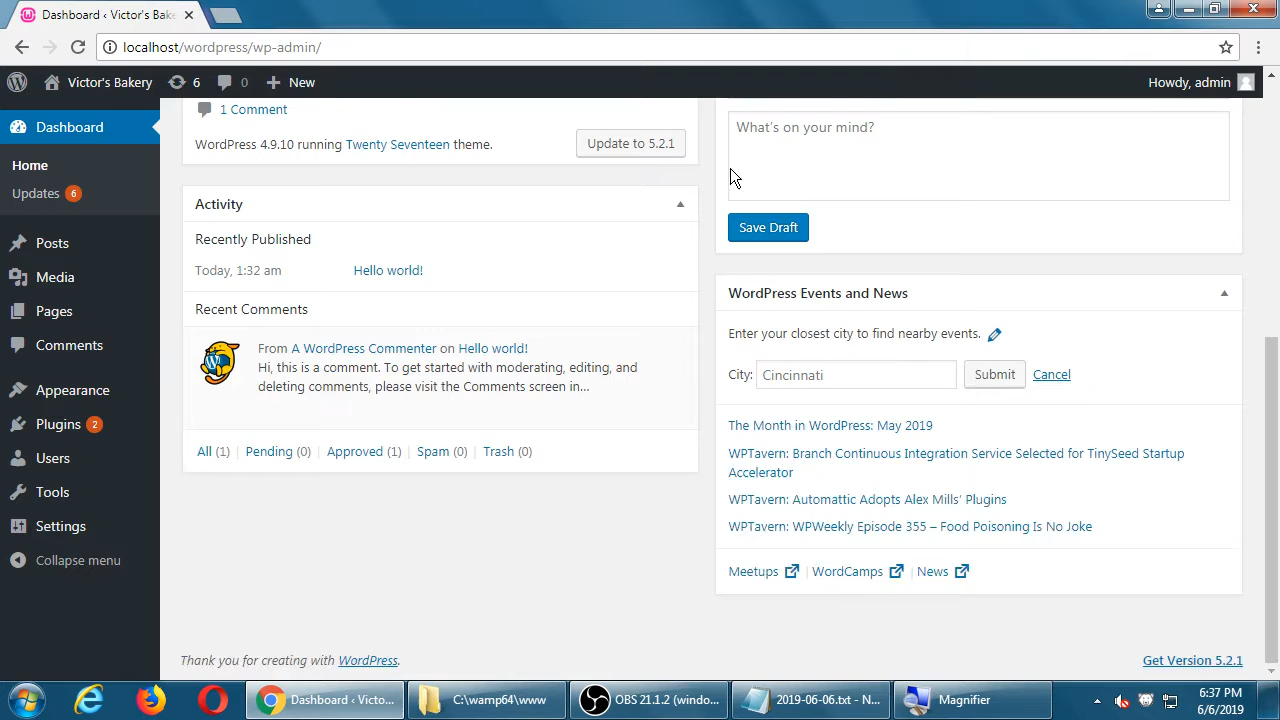 Dashboard ‹ Victor's Bake
localhost/wordpress/wp-admin/
Victor's Bakery 6 0 New
Howdy, admin
Dashboard
Home
Updates 6
Posts
Media
Pages
Comments
Appearance
Plugins 2
Users
Tools
Settings
Collapse menu
1 Comment
WordPress 4.9.10 running Twenty Seventeen theme.
Update to 5.2.1
Activity
Recently Published
Today, 1:32 am Hello world!
Recent Comments
From A WordPress Commenter on Hello world!
Hi, this is a comment. To get started with moderating, editing, and
deleting comments, please visit the Comments screen in...
All (1) | Pending (0) | Approved (1) | Spam (0) | Trash (0)
What's on your mind?
Save Draft
WordPress Events and News
Enter your closest city to find nearby events.
City: Cincinnati Submit Cancel
The Month in WordPress: May 2019
WPTavern: Branch Continuous Integration Service Selected for TinySeed Startup
Accelerator
WPTavern: Automattic Adopts Alex Mills' Plugins
WPTavern: WPWeekly Episode 355 – Food Poisoning Is No Joke
Meetups | WordCamps | News
Thank you for creating with WordPress.
Get Version 5.2.1
Dashboard ‹ Victo...
C:\wamp64\www
OBS 21.1.2 (windo...
2019-06-06.txt - N...
Magnifier
6:37 PM
6/6/2019